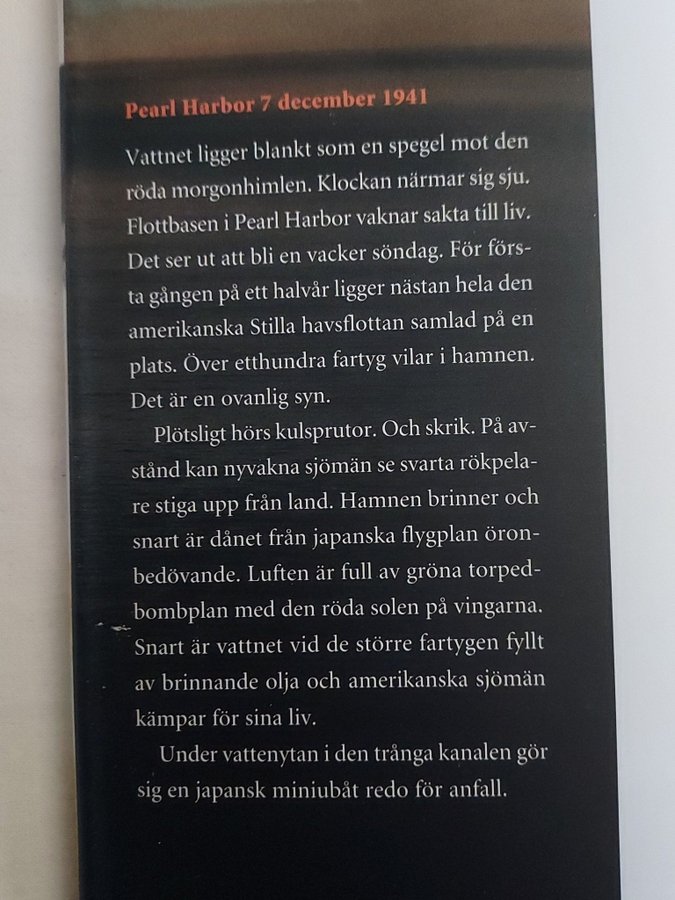 Pearl Harbor 7 december 1941
Vattnet ligger blankt som en spegel mot den
röda morgonhimlen. Klockan närmar sig sju.
Flottbasen i Pearl Harbor vaknar sakta till liv.
Det ser ut att bli en vacker söndag. För förs-
ta gången på ett halvår ligger nästan hela den
amerikanska Stilla havsflottan samlad på en
plats. Över etthundra fartyg vilar i hamnen.
Det är en ovanlig syn.
Plötsligt hörs kulsprutor. Och skrik. På av-
stånd kan nyvakna sjömän se svarta rökpela-
re stiga upp från land. Hamnen brinner och
snart är dånet från japanska flygplan öron-
bedövande. Luften är full av gröna torped-
bombplan med den röda solen på vingarna.
Snart är vattnet vid de större fartygen fyllt
av brinnande olja och amerikanska sjömän
kämpar för sina liv.
Under vattenytan i den trånga kanalen gör
sig en japansk miniubåt redo för anfall.